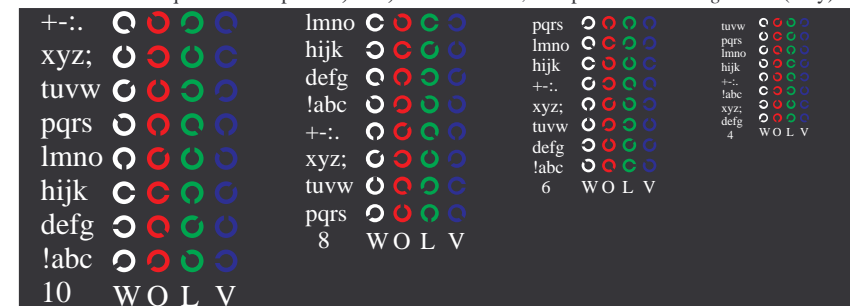 +-:.
xyz;
tuvw
pqrs
lmno
hijk
defg
!abc
10 W O L V
lmno
hijk
defg
!abc
+-:.
xyz;
tuvw
pqrs
8 W O L V
pqrs
lmno
hijk
+-:.
xyz;
tuvw
defg
!abc
6 W O L V
tuvw
pqrs
lmno
hijk
+-:.
!abc
xyz;
defg
4 W O L V